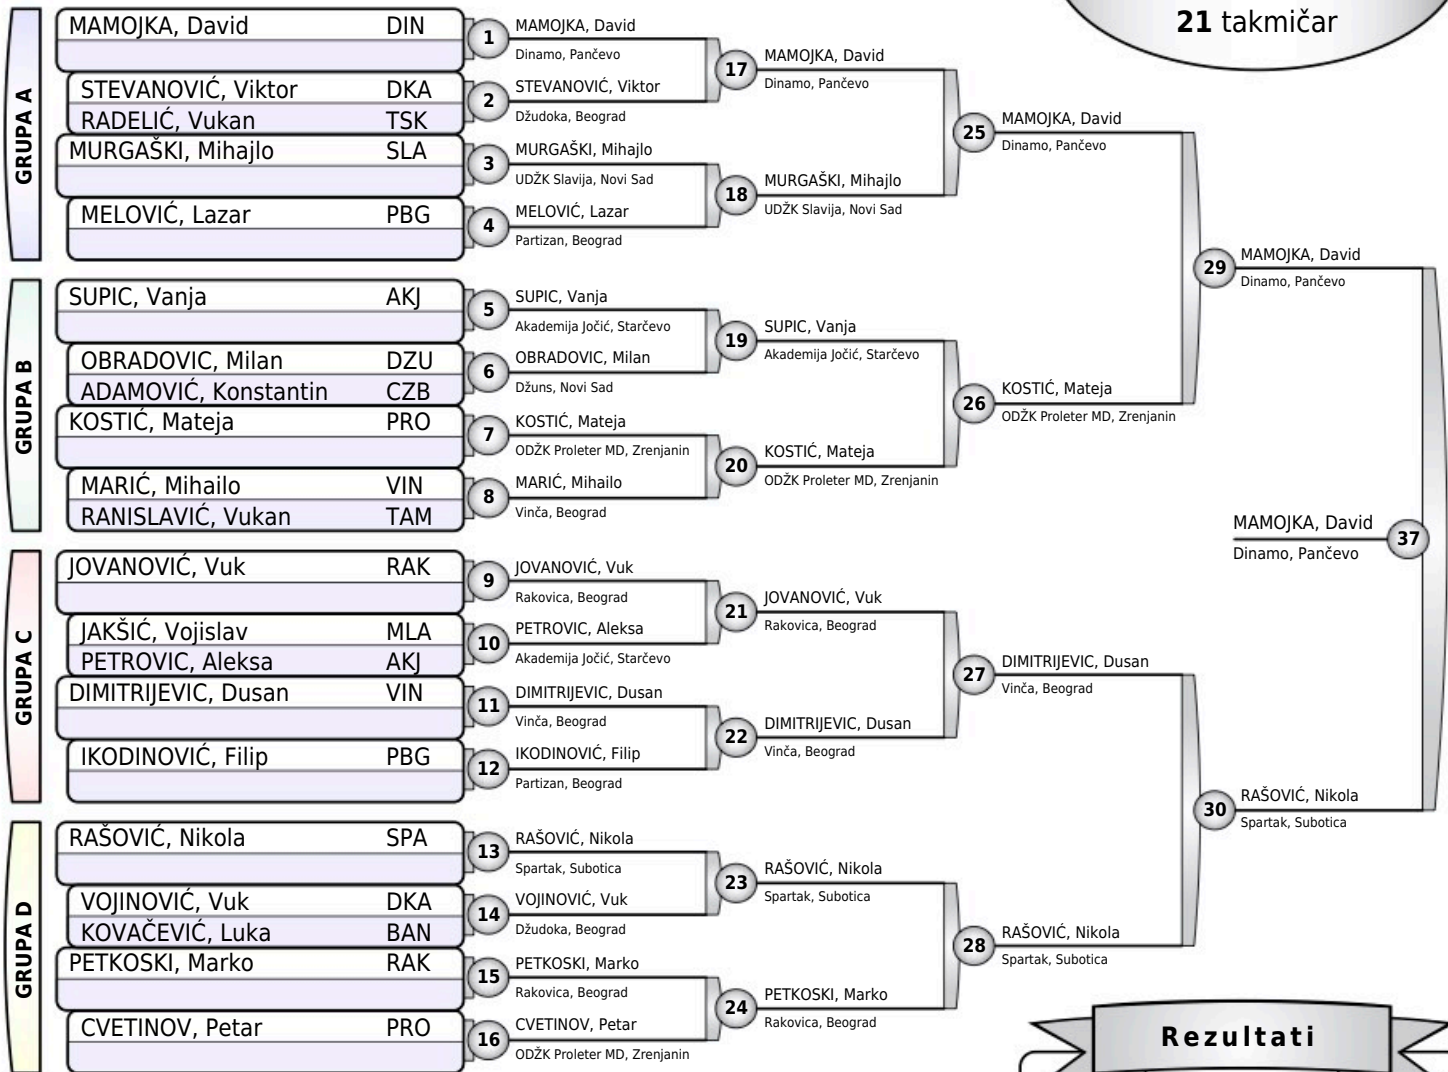 21 takmičar
GRUPA A
MAMOJKA, David DIN
STEVANOVIĆ, Viktor DKA
RADELIĆ, Vukan TSK
MURGAŠKI, Mihajlo SLA
MELOVIĆ, Lazar PBG
GRUPA B
SUPIC, Vanja AKJ
OBRADOVIC, Milan DZU
ADAMOVIĆ, Konstantin CZB
KOSTIĆ, Mateja PRO
MARIĆ, Mihailo VIN
RANISLAVIĆ, Vukan TAM
GRUPA C
JOVANOVIĆ, Vuk RAK
JAKŠIĆ, Vojislav MLA
PETROVIC, Aleksa AKJ
DIMITRIJEVIC, Dusan VIN
IKODINOVIĆ, Filip PBG
GRUPA D
RAŠOVIĆ, Nikola SPA
VOJINOVIĆ, Vuk DKA
KOVAČEVIĆ, Luka BAN
PETKOSKI, Marko RAK
CVETINOV, Petar PRO
1 MAMOJKA, David
Dinamo, Pančevo
2 STEVANOVIĆ, Viktor
Džudoka, Beograd
3 MURGAŠKI, Mihajlo
UDŽK Slavija, Novi Sad
4 MELOVIĆ, Lazar
Partizan, Beograd
5 SUPIC, Vanja
Akademija Jočić, Starčevo
6 OBRADOVIC, Milan
Džuns, Novi Sad
7 KOSTIĆ, Mateja
ODŽK Proleter MD, Zrenjanin
8 MARIĆ, Mihailo
Vinča, Beograd
9 JOVANOVIĆ, Vuk
Rakovica, Beograd
10 PETROVIC, Aleksa
Akademija Jočić, Starčevo
11 DIMITRIJEVIC, Dusan
Vinča, Beograd
12 IKODINOVIĆ, Filip
Partizan, Beograd
13 RAŠOVIĆ, Nikola
Spartak, Subotica
14 VOJINOVIĆ, Vuk
Džudoka, Beograd
15 PETKOSKI, Marko
Rakovica, Beograd
16 CVETINOV, Petar
ODŽK Proleter MD, Zrenjanin
17 MAMOJKA, David
Dinamo, Pančevo
18 MURGAŠKI, Mihajlo
UDŽK Slavija, Novi Sad
19 SUPIC, Vanja
Akademija Jočić, Starčevo
20 KOSTIĆ, Mateja
ODŽK Proleter MD, Zrenjanin
21 JOVANOVIĆ, Vuk
Rakovica, Beograd
22 DIMITRIJEVIC, Dusan
Vinča, Beograd
23 RAŠOVIĆ, Nikola
Spartak, Subotica
24 PETKOSKI, Marko
Rakovica, Beograd
25 MAMOJKA, David
Dinamo, Pančevo
26 KOSTIĆ, Mateja
ODŽK Proleter MD, Zrenjanin
27 DIMITRIJEVIC, Dusan
Vinča, Beograd
28 RAŠOVIĆ, Nikola
Spartak, Subotica
29 MAMOJKA, David
Dinamo, Pančevo
30 RAŠOVIĆ, Nikola
Spartak, Subotica
MAMOJKA, David 37
Dinamo, Pančevo
Rezultati